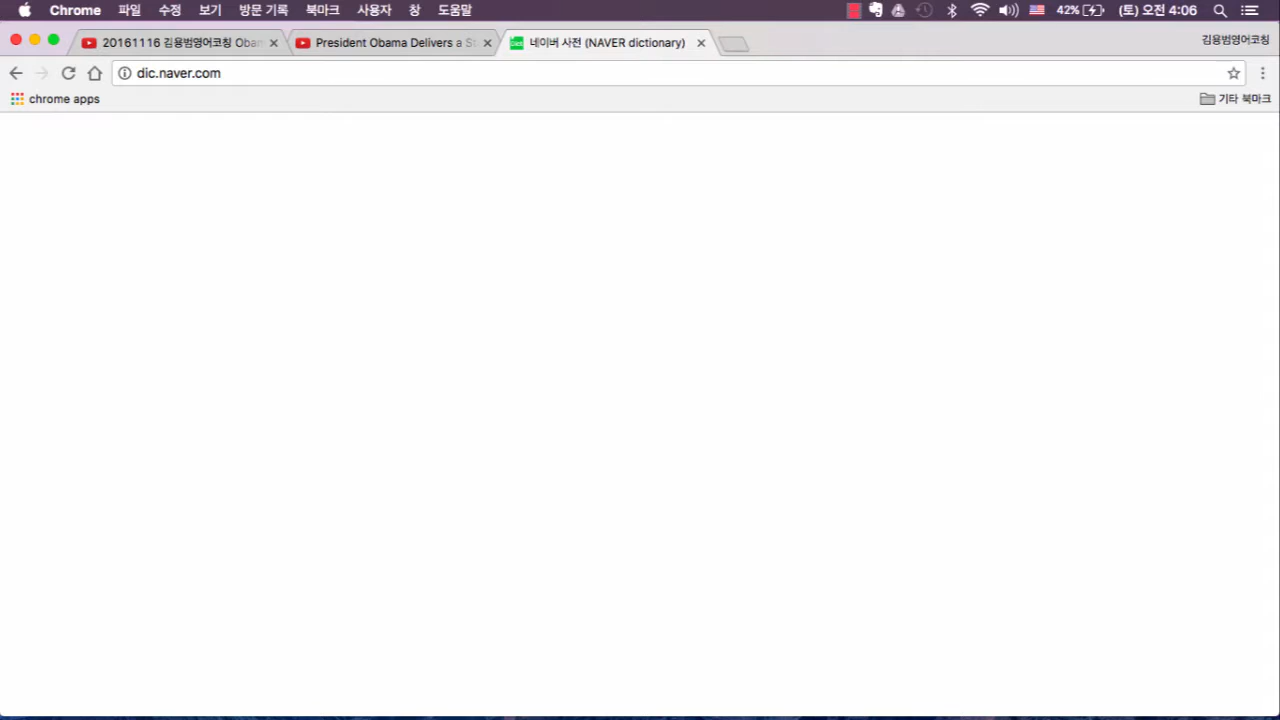 Chrome 파일 수정 보기 방문 기록 북마크 사용자 창 도움말 42% (토) 오전 4:06
20161116 김용범영어코칭 Oban President Obama Delivers a St 네이버 사전 (NAVER dictionary) 김용범영어코칭
dic.naver.com
chrome apps 기타 북마크